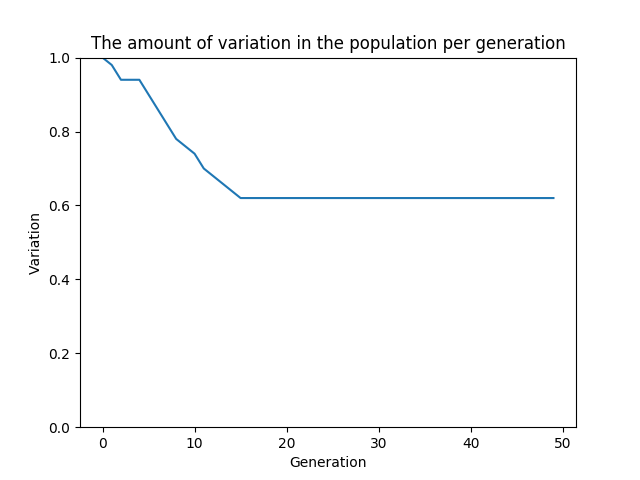 The amount of variation in the population per generation
1.0
0.8
0.6
0.4
0.2
0.0
Variation
0 10 20 30 40 50
Generation